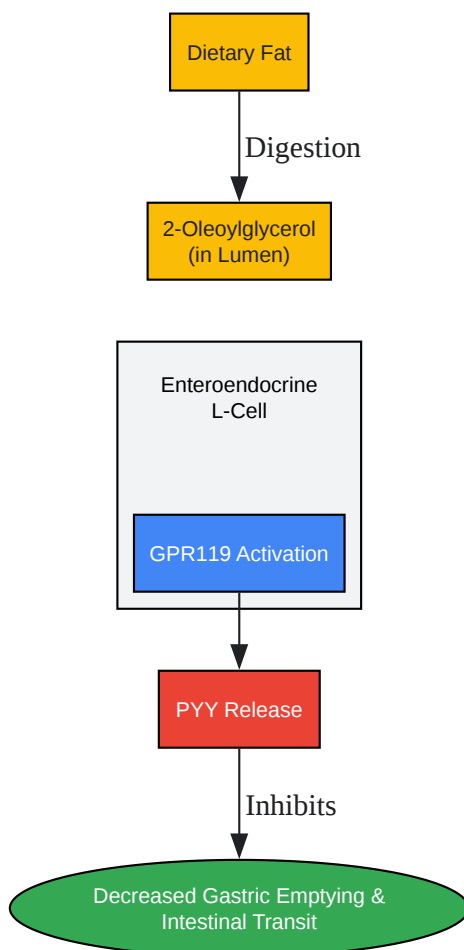 Dietary Fat
Digestion
2-Oleoylglycerol
(in Lumen)
Enteroendocrine
L-Cell
GPR119 Activation
PYY Release
Inhibits
Decreased Gastric Emptying &
Intestinal Transit